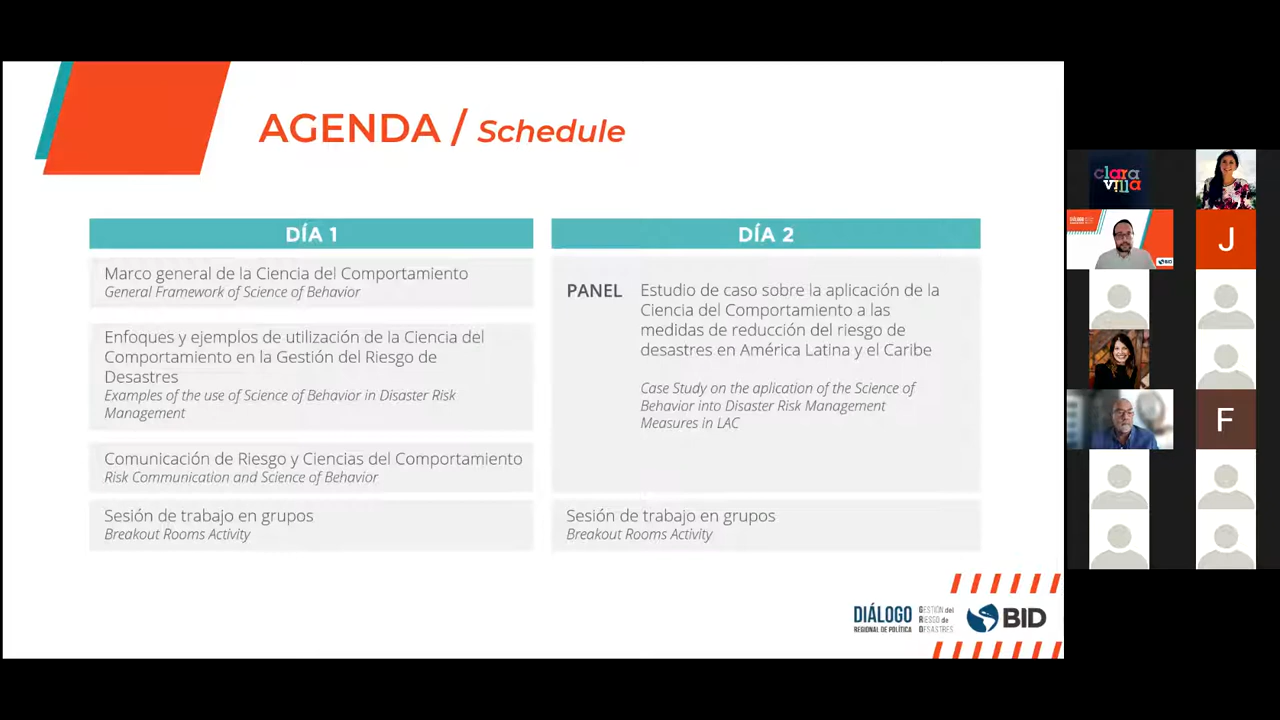 AGENDA / Schedule
DÍA 1
Marco general de la Ciencia del Comportamiento
General Framework of Science of Behavior
Enfoques y ejemplos de utilización de la Ciencia del
Comportamiento en la Gestión del Riesgo de
Desastres
Examples of the use of Science of Behavior in Disaster Risk
Management
Comunicación de Riesgo y Ciencias del Comportamiento
Risk Communication and Science of Behavior
Sesión de trabajo en grupos
Breakout Rooms Activity
DÍA 2
PANEL
Estudio de caso sobre la aplicación de la
Ciencia del Comportamiento a las
medidas de reducción del riesgo de
desastres en América Latina y el Caribe
Case Study on the aplication of the Science of
Behavior into Disaster Risk Management
Measures in LAC
Sesión de trabajo en grupos
Breakout Rooms Activity
DIÁLOGO
REGIONAL DE POLÍTICA
GESTIÓN del
RIESGO de
DESASTRES
BID
clara
villa
DIÁLOGO
BID
J
F